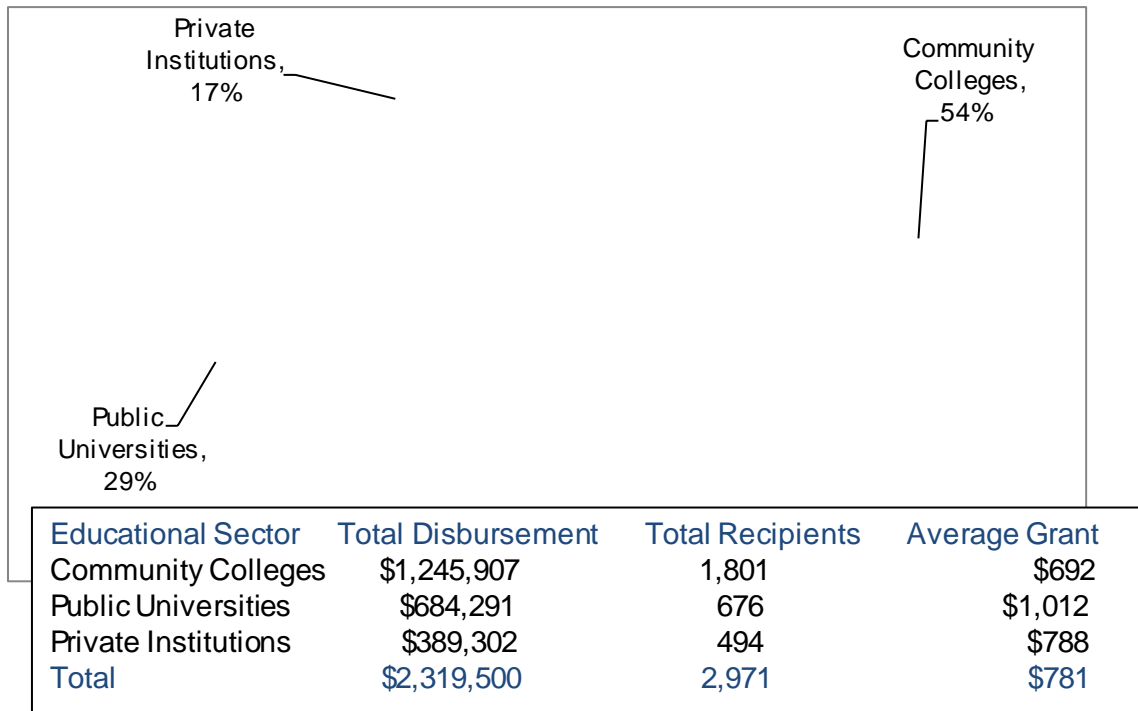 Private
Institutions,
17%
Community
Colleges,
54%
Public
Universities,
29%
Educational Sector Total Disbursement Total Recipients Average Grant
Community Colleges $1,245,907 1,801 $692
Public Universities $684,291 676 $1,012
Private Institutions $389,302 494 $788
Total $2,319,500 2,971 $781